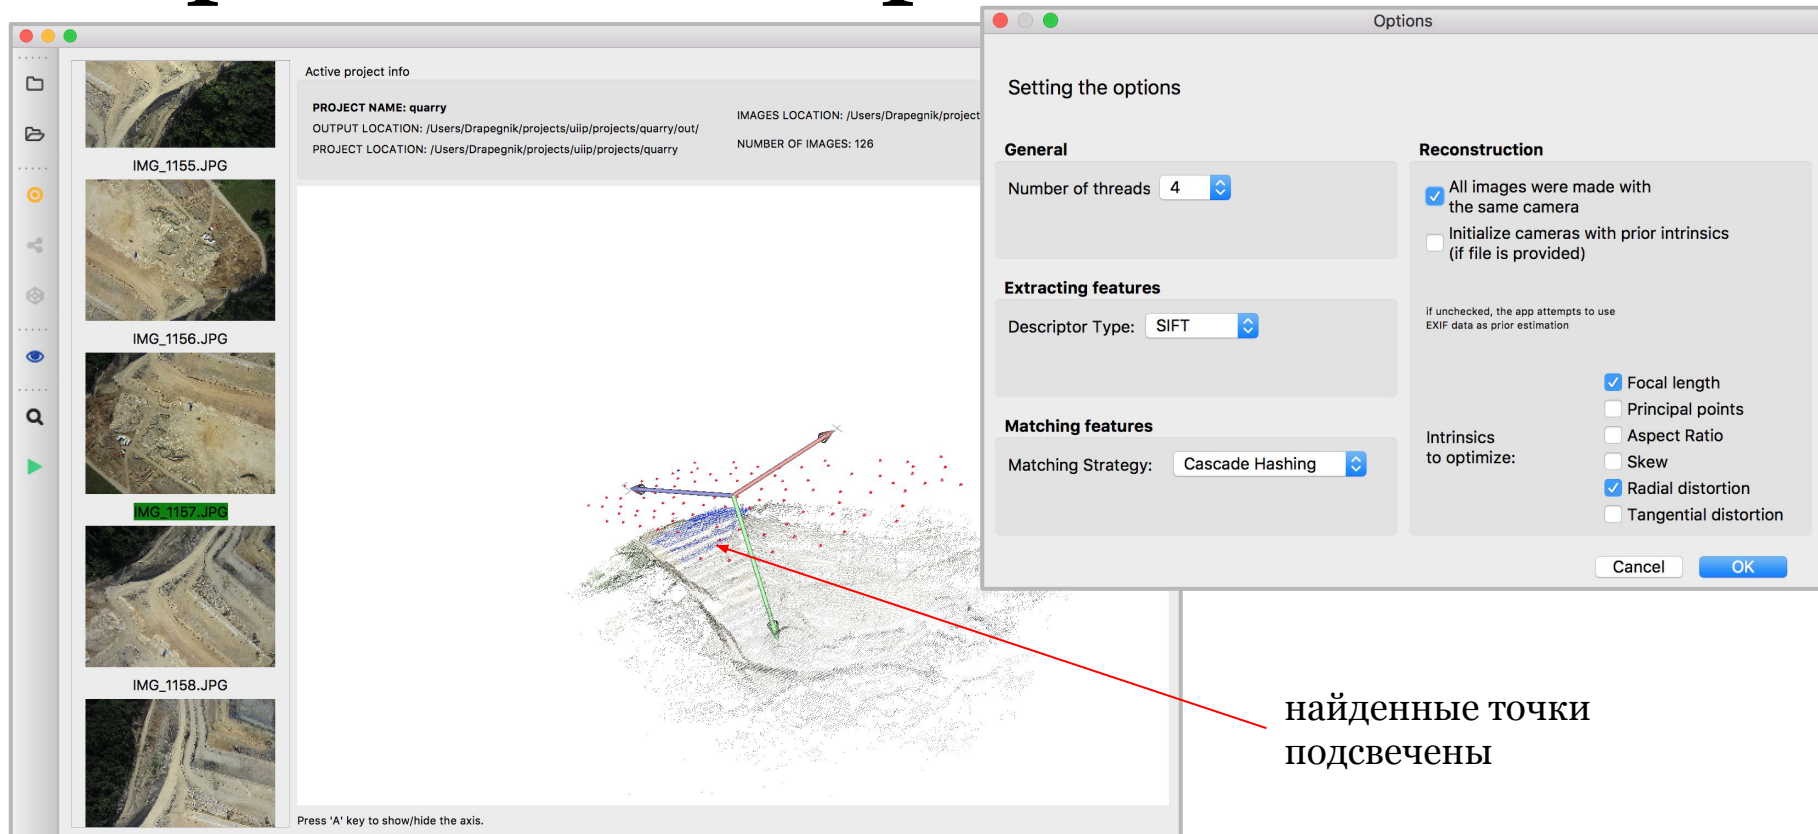 Active project info
PROJECT NAME: quarry
OUTPUT LOCATION: /Users/Drapegnik/projects/uiip/projects/quarry/out/
PROJECT LOCATION: /Users/Drapegnik/projects/uiip/projects/quarry
IMAGES LOCATION: /Users/Drapegnik/project
NUMBER OF IMAGES: 126
IMG_1155.JPG
IMG_1156.JPG
IMG_1157.JPG
IMG_1158.JPG
Press 'A' key to show/hide the axis.
Options
Setting the options
General
Number of threads 4
Extracting features
Descriptor Type: SIFT
Matching features
Matching Strategy: Cascade Hashing
Reconstruction
All images were made with
the same camera
Initialize cameras with prior intrinsics
(if file is provided)
if unchecked, the app attempts to use
EXIF data as prior estimation
Intrinsics
to optimize:
Focal length
Principal points
Aspect Ratio
Skew
Radial distortion
Tangential distortion
Cancel OK
найденные точки
подсвечены